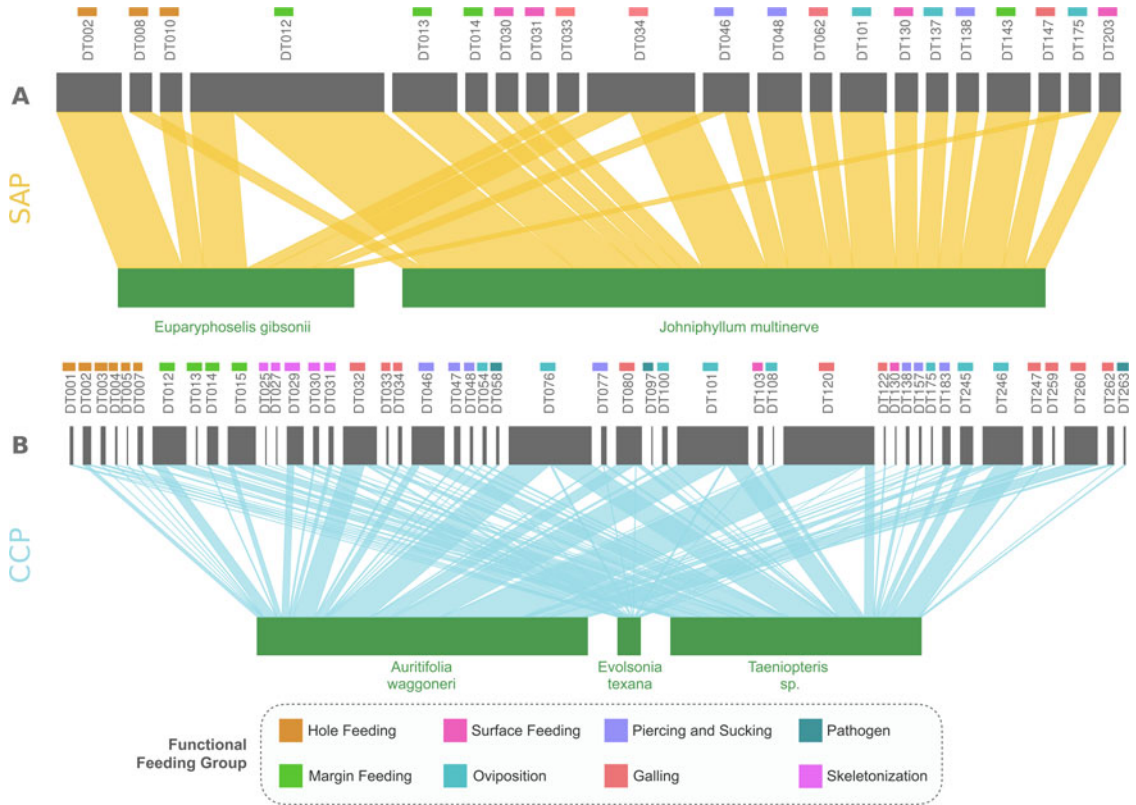 DT002
DT008
DT010
DT012
DT013
DT014
DT030
DT031
DT033
DT034
DT046
DT048
DT062
DT101
DT130
DT137
DT138
DT143
DT147
DT175
DT203
A
SAP
Euparyphoselis gibsonii
Johniphyllum multinerve
DT001
DT002
DT003
DT004
DT005
DT007
DT012
DT013
DT014
DT015
DT025
DT027
DT029
DT030
DT031
DT032
DT033
DT034
DT046
DT047
DT048
DT054
DT058
DT076
DT077
DT080
DT097
DT100
DT101
DT103
DT108
DT120
DT122
DT130
DT138
DT157
DT175
DT183
DT245
DT246
DT247
DT259
DT260
DT262
DT263
B
CCP
Auritifolia
waggoneri
Evolsonia
texana
Taeniopteris
sp.
Functional
Feeding Group
Hole Feeding
Surface Feeding
Piercing and Sucking
Pathogen
Margin Feeding
Oviposition
Galling
Skeletonization